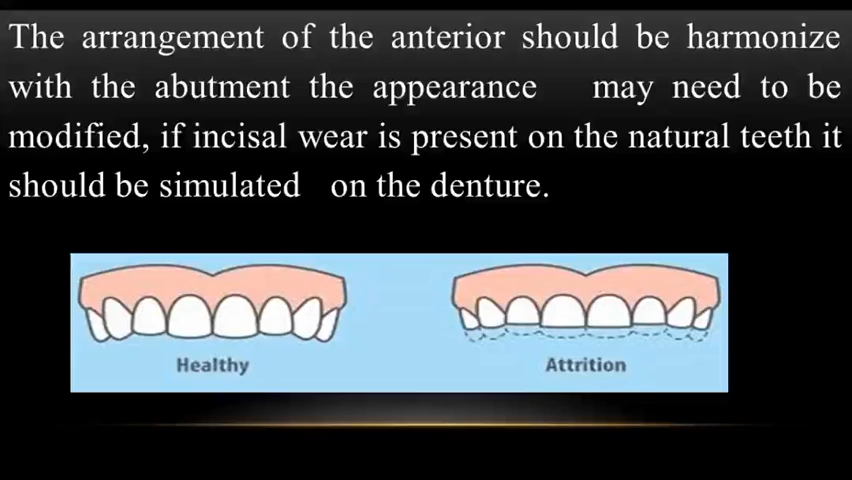 The arrangement of the anterior should be harmonize
with the abutment the appearance may need to be
modified, if incisal wear is present on the natural teeth it
should be simulated on the denture.
Healthy
Attrition